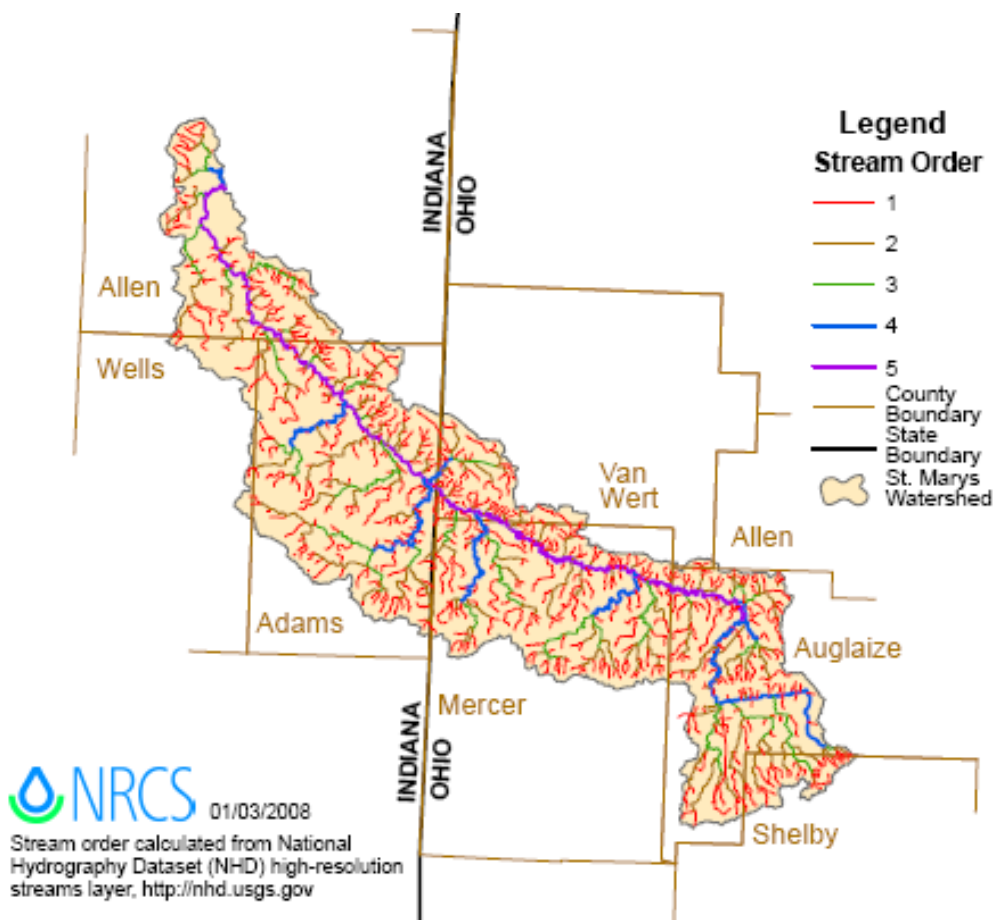 INDIANA
OHIO
Legend
Stream Order
1
2
3
4
5
County
Boundary
State
Boundary
St. Marys
Watershed
Allen
Wells
Van
Wert
Allen
Adams
Auglaize
Mercer
INDIANA
OHIO
Shelby
NRCS 01/03/2008
Stream order calculated from National
Hydrography Dataset (NHD) high-resolution
streams layer, http://nhd.usgs.gov